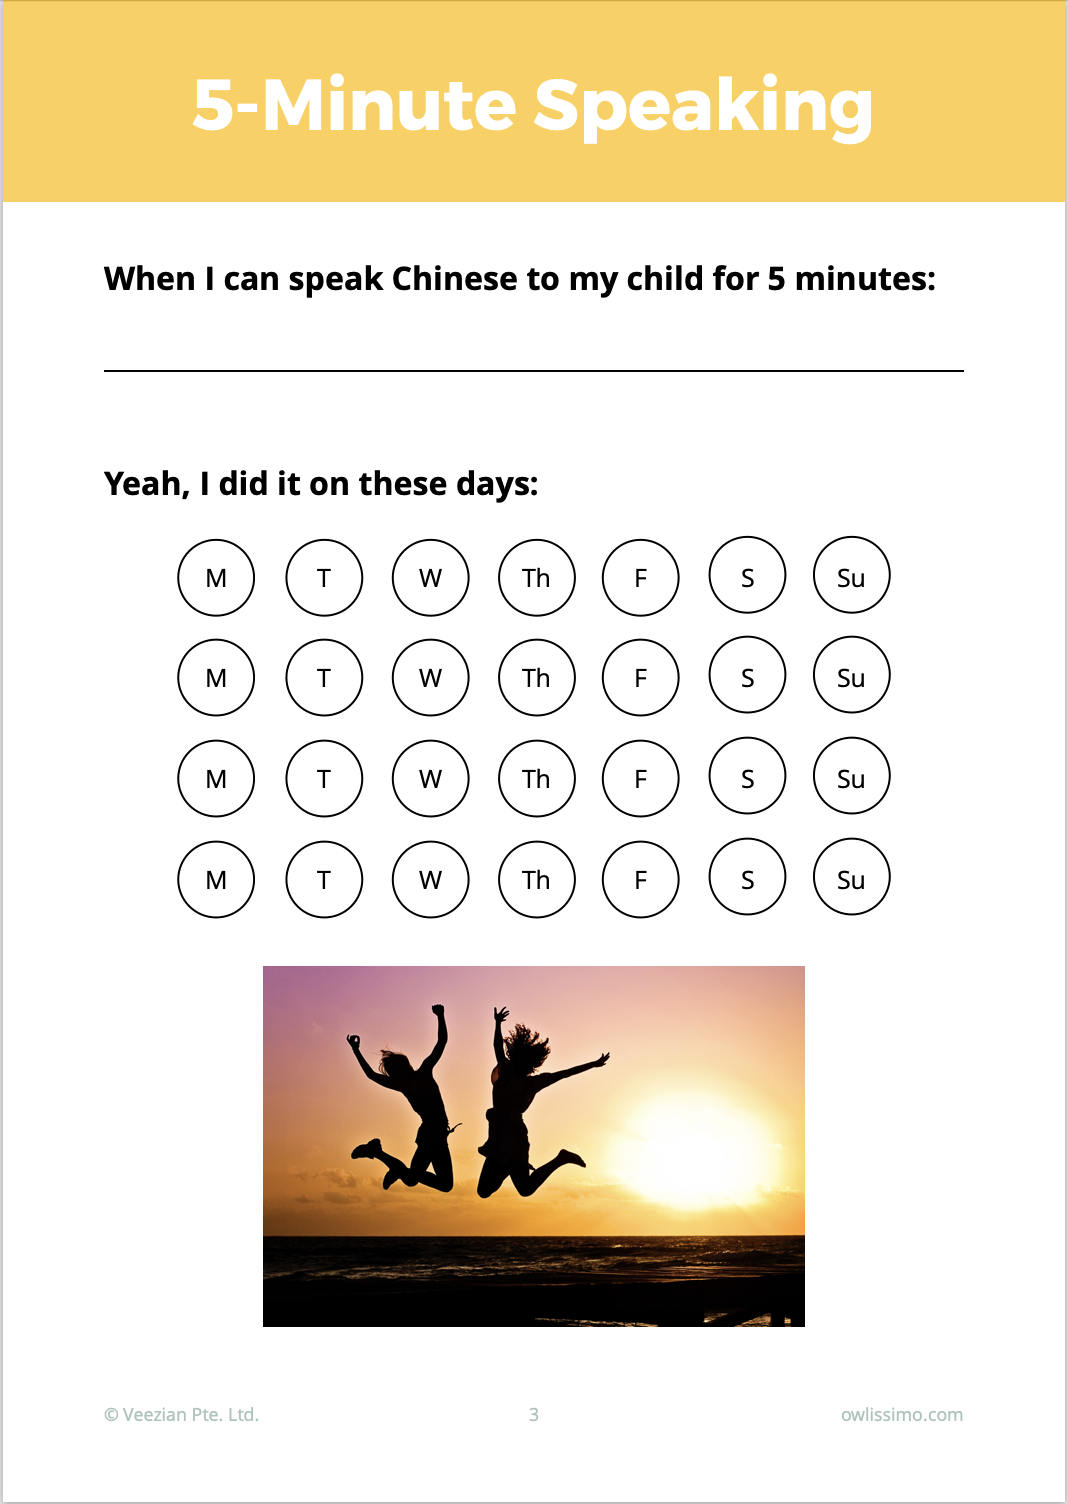 5-Minute Speaking
When I can speak Chinese to my child for 5 minutes:
Yeah, I did it on these days:
M T W Th F S Su
M T W Th F S Su
M T W Th F S Su
M T W Th F S Su
© Veezian Pte. Ltd. 3 owlissimo.com